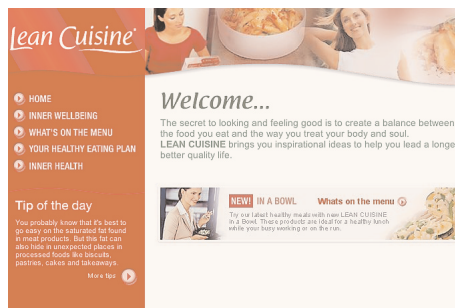 Lean Cuisine
HOME
INNER WELLBEING
WHAT'S ON THE MENU
YOUR HEALTHY EATING PLAN
INNER HEALTH
Tip of the day
You probably know that it's best to
go easy on the saturated fat found
in meat products. But this fat can
also hide in unexpected places in
processed foods like biscuits,
pastries, cakes and takeaways.
More tips
Welcome...
The secret to looking and feeling good is to create a balance between
the food you eat and the way you treat your body and soul.
LEAN CUISINE brings you inspirational ideas to help you lead a longe
better quality life.
NEW! IN A BOWL Whats on the menu
Try our latest healthy meals with new LEAN CUISINE
in a Bowl. These products are ideal for a healthy lunch
while your busy working or on the run.